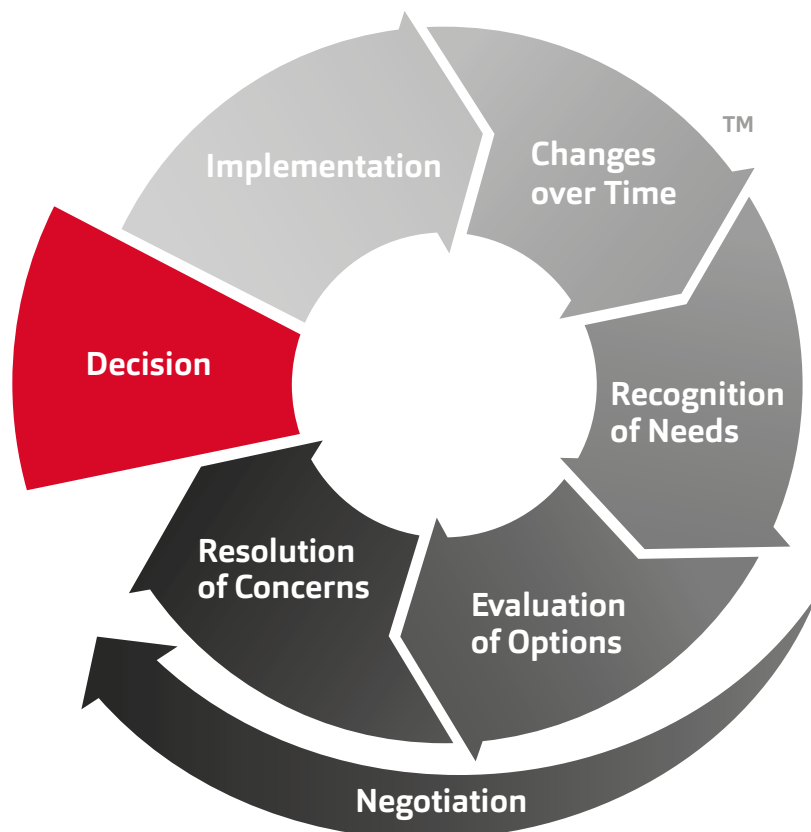 TM
Implementation
Changes
over Time
Decision
Recognition
of Needs
Resolution
of Concerns
Evaluation
of Options
Negotiation